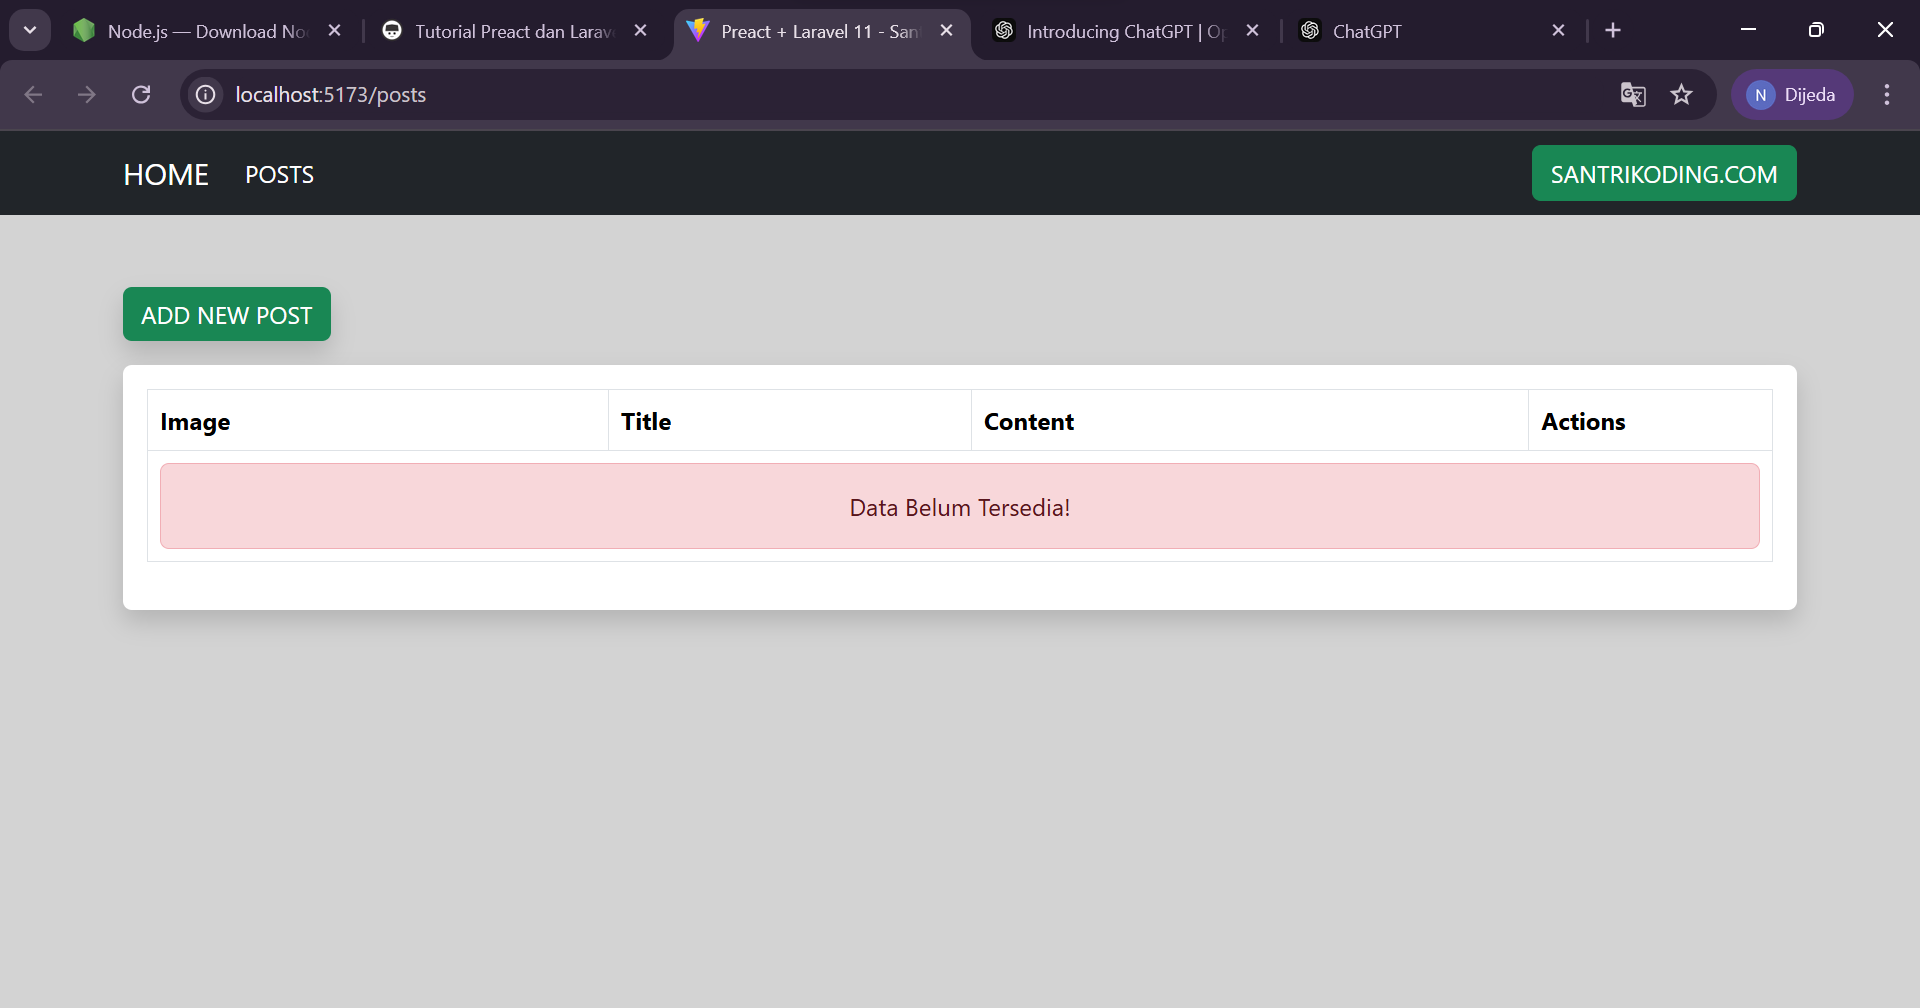 Node.js — Download No
Tutorial Preact dan Larav
Preact + Laravel 11 - San
Introducing ChatGPT | Op
ChatGPT
localhost:5173/posts
N
Dijeda
HOME
POSTS
SANTRIKODING.COM
ADD NEW POST
Image
Title
Content
Actions
Data Belum Tersedia!